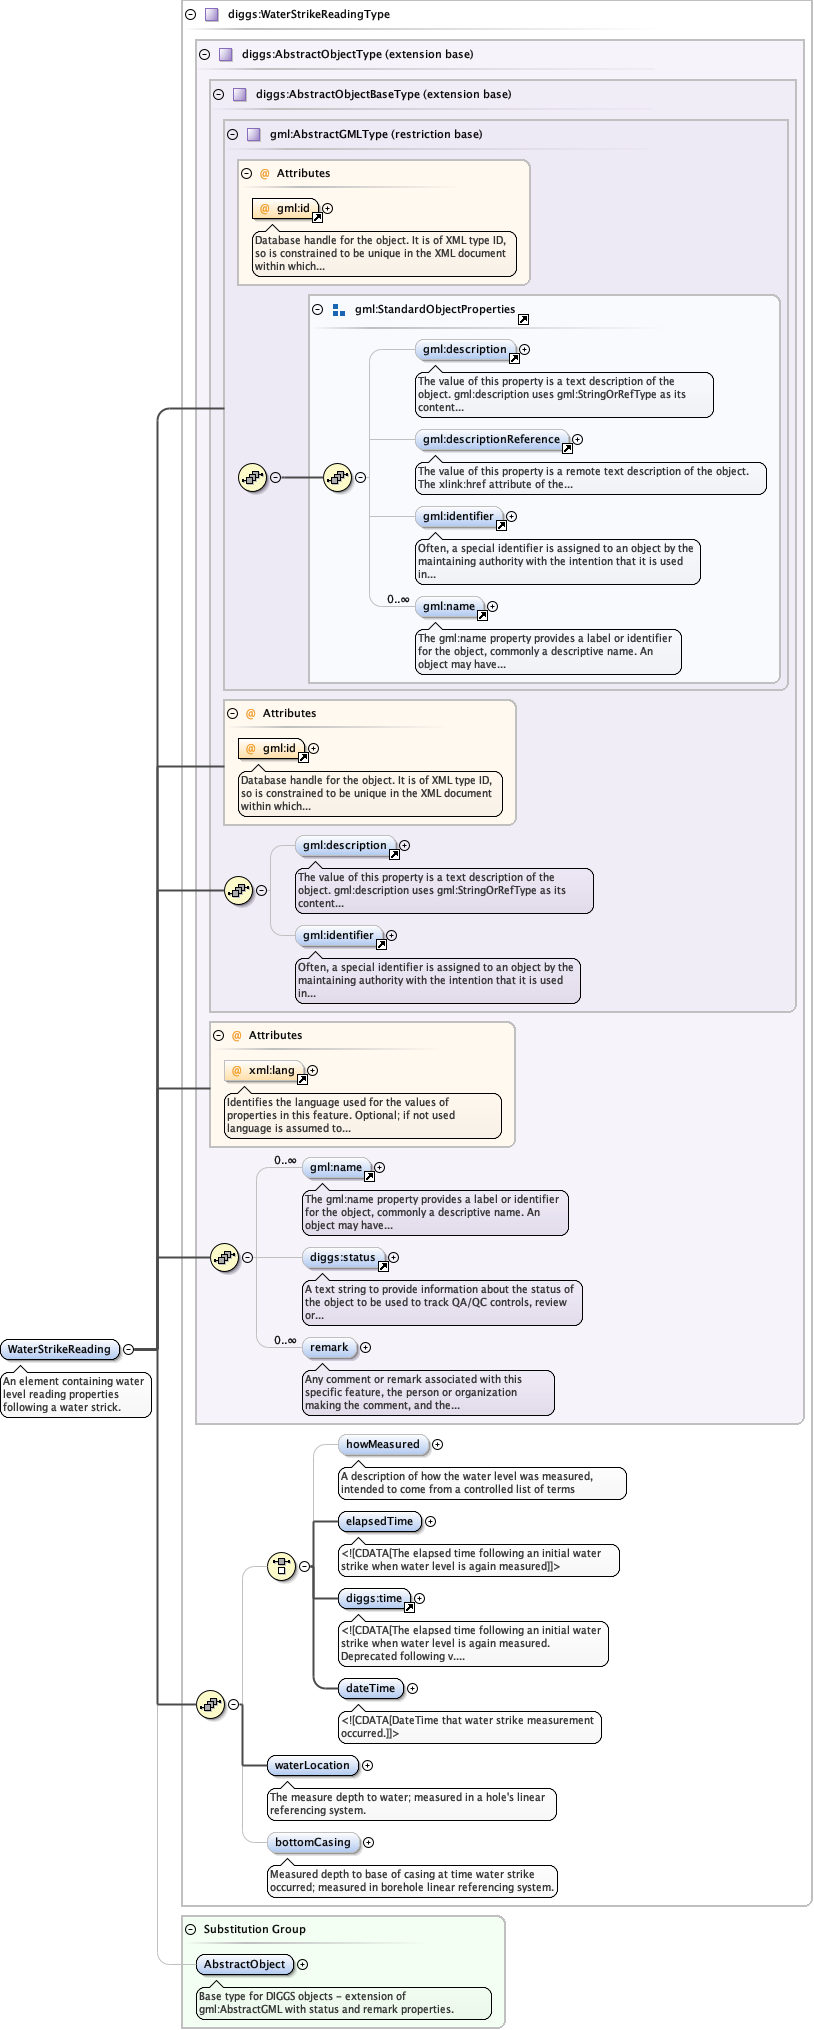 diggs:WaterStrikeReadingType
diggs:AbstractObjectType (extension base)
diggs:AbstractObjectBaseType (extension base)
gml:AbstractGMLType (restriction base)
@ Attributes
@ gml:id
Database handle for the object. It is of XML type ID,
so is constrained to be unique in the XML document
within which...
gml:StandardObjectProperties
gml:description
The value of this property is a text description of the
object. gml:description uses gml:StringOrRefType as its
content...
gml:descriptionReference
The value of this property is a remote text description of the object.
The xlink:href attribute of the...
gml:identifier
Often, a special identifier is assigned to an object by the
maintaining authority with the intention that it is used
in...
0..∞
gml:name
The gml:name property provides a label or identifier
for the object, commonly a descriptive name. An
object may have...
@ Attributes
@ gml:id
Database handle for the object. It is of XML type ID,
so is constrained to be unique in the XML document
within which...
gml:description
The value of this property is a text description of the
object. gml:description uses gml:StringOrRefType as its
content...
gml:identifier
Often, a special identifier is assigned to an object by the
maintaining authority with the intention that it is used
in...
@ Attributes
@ xml:lang
Identifies the language used for the values of
properties in this feature. Optional; if not used
language is assumed to...
0..∞
gml:name
The gml:name property provides a label or identifier
for the object, commonly a descriptive name. An
object may have...
diggs:status
A text string to provide information about the status of
the object to be used to track QA/QC controls, review
or...
0..∞
remark
Any comment or remark associated with this
specific feature, the person or organization
making the comment, and the...
WaterStrikeReading
An element containing water
level reading properties
following a water strick.
howMeasured
A description of how the water level was measured,
intended to come from a controlled list of terms
elapsedTime
<![CDATA[The elapsed time following an initial water
strike when water level is again measured]]>
diggs:time
<![CDATA[The elapsed time following an initial water
strike when water level is again measured.
Deprecated following v....
dateTime
<![CDATA[DateTime that water strike measurement
occurred.]]>
waterLocation
The measure depth to water; measured in a hole's linear
referencing system.
bottomCasing
Measured depth to base of casing at time water strike
occurred; measured in borehole linear referencing system.
Substitution Group
AbstractObject
Base type for DIGGS objects - extension of
gml:AbstractGML with status and remark properties.